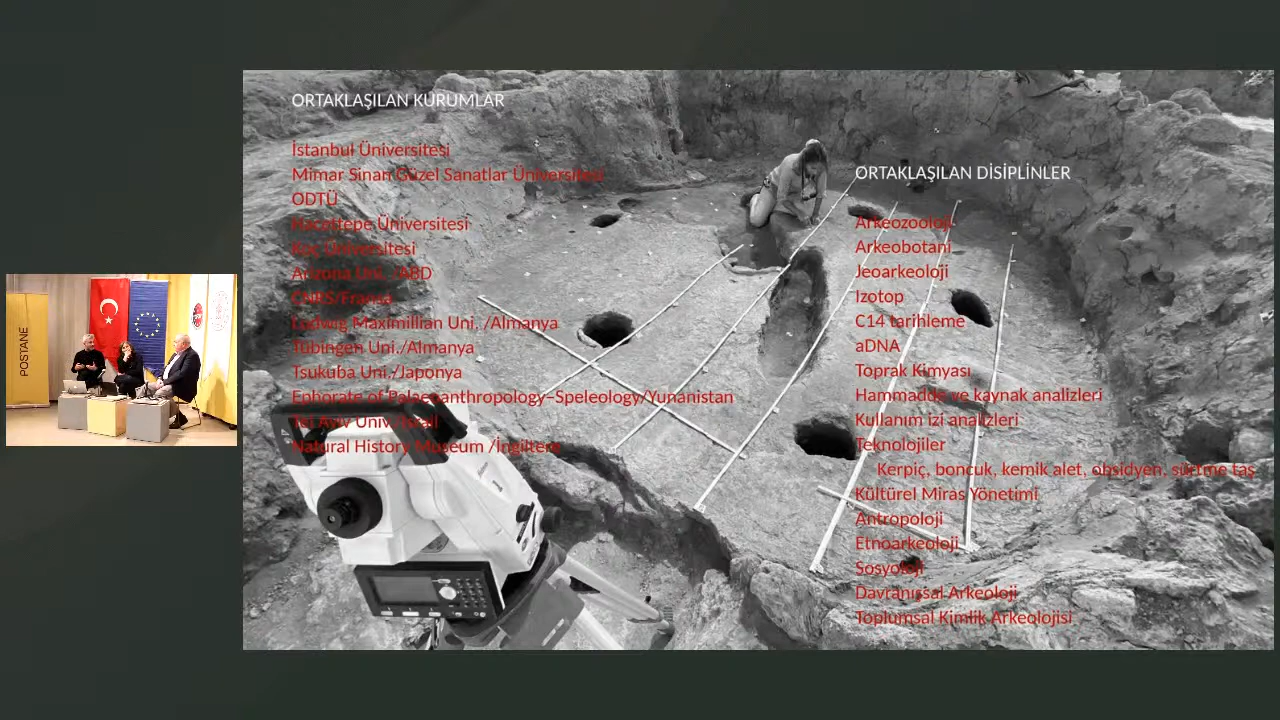 POSTANE
ORTAKLAŞILAN KURUMLAR
İstanbul Üniversitesi
Mimar Sinan Güzel Sanatlar Üniversitesi
ODTÜ
Hacettepe Üniversitesi
Koç Üniversitesi
Arizona Uni. /ABD
CNRS/Fransa
Ludwig Maximillian Uni. /Almanya
Tübingen Uni./Almanya
Tsukuba Uni./Japonya
Ephorate of Palaeoanthropology–Speleology/Yunanistan
Tel Aviv Univ/İsrail
Natural History Museum /İngiltere
ORTAKLAŞILAN DİSİPLİNLER
Arkeozooloji
Arkeobotani
Jeoarkeoloji
Izotop
C14 tarihleme
aDNA
Toprak Kimyası
Hammadde ve kaynak analizleri
Kullanım izi analizleri
Teknolojiler
Kerpiç, boncuk, kemik alet, obsidyen, sürtme taş
Kültürel Miras Yönetimi
Antropoloji
Etnoarkeoloji
Sosyoloji
Davranışsal Arkeoloji
Toplumsal Kimlik Arkeolojisi